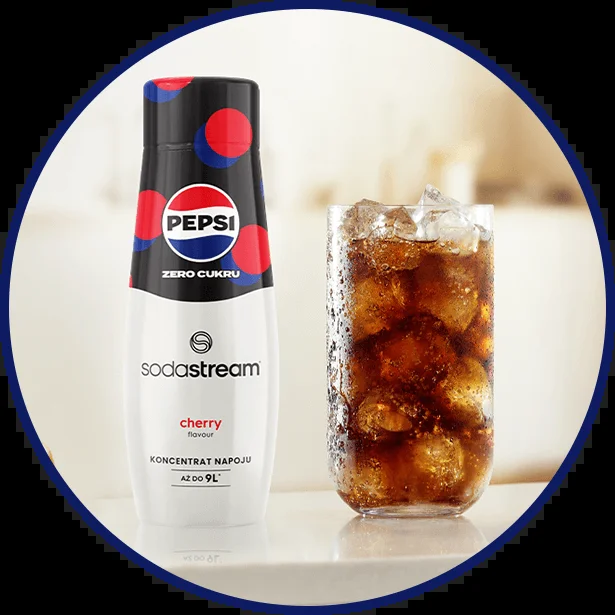 PEPSI
ZERO CUKRU
sodastream
cherry
flavour
KONCENTRAT NAPOJU
AŻ DO 9L*